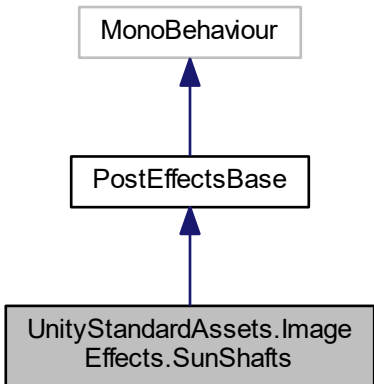 MonoBehaviour
PostEffectsBase
UnityStandardAssets.Image
Effects.SunShafts